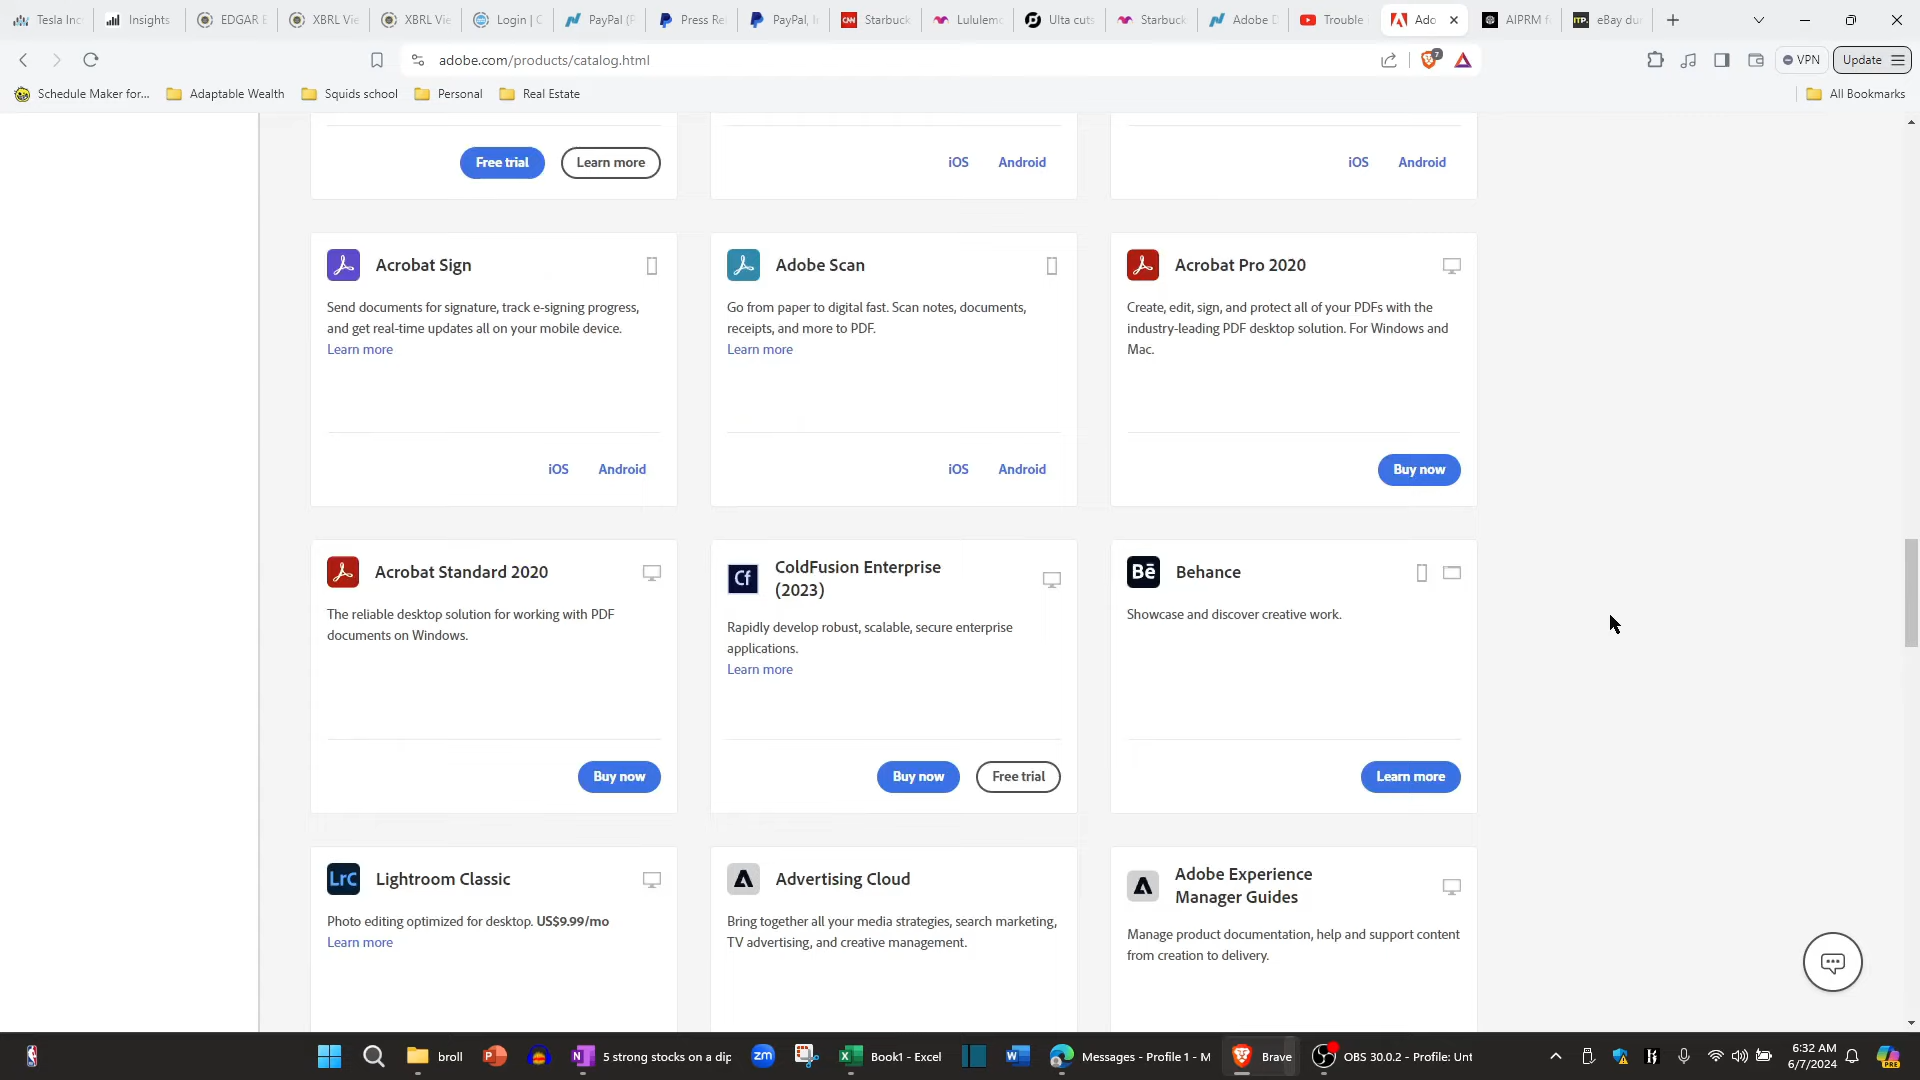 Tesla Inc
Insights
EDGAR E
XBRL Vie
XBRL Vie
Login | C
PayPal (P
Press Re
PayPal, I
CNN Starbuck
Lululem
Ulta cuts
Starbuck
Adobe D
Trouble
Ado
AIPRM f
ITP. eBay du
adobe.com/products/catalog.html
7
VPN
Update
Schedule Maker for...
Adaptable Wealth
Squids school
Personal
Real Estate
All Bookmarks
Free trial
Learn more
iOS Android
iOS Android
Acrobat Sign
Send documents for signature, track e-signing progress,
and get real-time updates all on your mobile device.
Learn more
iOS Android
Adobe Scan
Go from paper to digital fast. Scan notes, documents,
receipts, and more to PDF.
Learn more
iOS Android
Acrobat Pro 2020
Create, edit, sign, and protect all of your PDFs with the
industry-leading PDF desktop solution. For Windows and
Mac.
Buy now
Acrobat Standard 2020
The reliable desktop solution for working with PDF
documents on Windows.
Buy now
Cf
ColdFusion Enterprise
(2023)
Rapidly develop robust, scalable, secure enterprise
applications.
Learn more
Buy now Free trial
Bē
Behance
Showcase and discover creative work.
Learn more
LrC
Lightroom Classic
Photo editing optimized for desktop. US$9.99/mo
Learn more
Advertising Cloud
Bring together all your media strategies, search marketing,
TV advertising, and creative management.
Adobe Experience
Manager Guides
Manage product documentation, help and support content
from creation to delivery.
broll
5 strong stocks on a dip
zm
Book1 - Excel
Messages - Profile 1 - M
Brave
OBS 30.0.2 - Profile: Unt
6:32 AM
6/7/2024
PRE